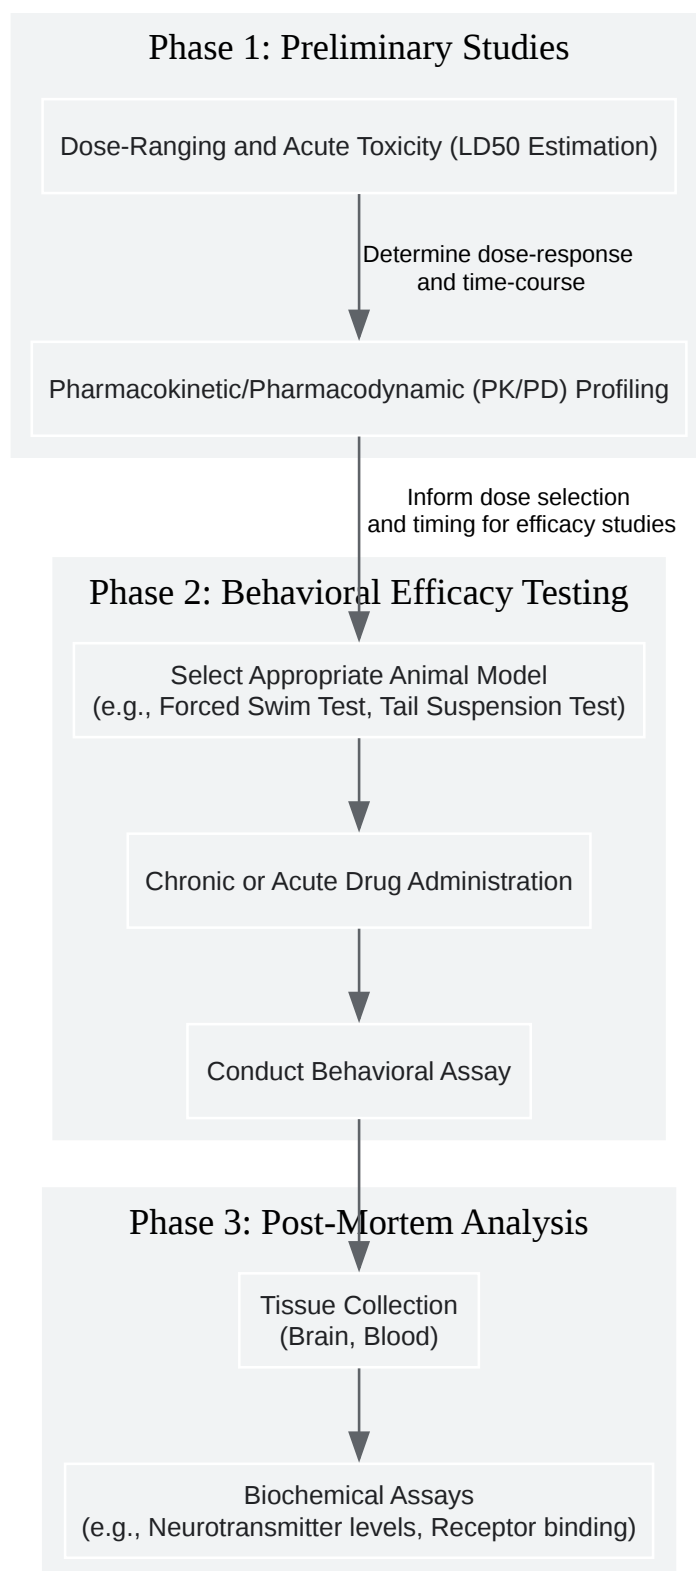 Phase 1: Preliminary Studies
Dose-Ranging and Acute Toxicity (LD50 Estimation)
Determine dose-response
and time-course
Pharmacokinetic/Pharmacodynamic (PK/PD) Profiling
Inform dose selection
and timing for efficacy studies
Phase 2: Behavioral Efficacy Testing
Select Appropriate Animal Model
(e.g., Forced Swim Test, Tail Suspension Test)
Chronic or Acute Drug Administration
Conduct Behavioral Assay
Phase 3: Post-Mortem Analysis
Tissue Collection
(Brain, Blood)
Biochemical Assays
(e.g., Neurotransmitter levels, Receptor binding)